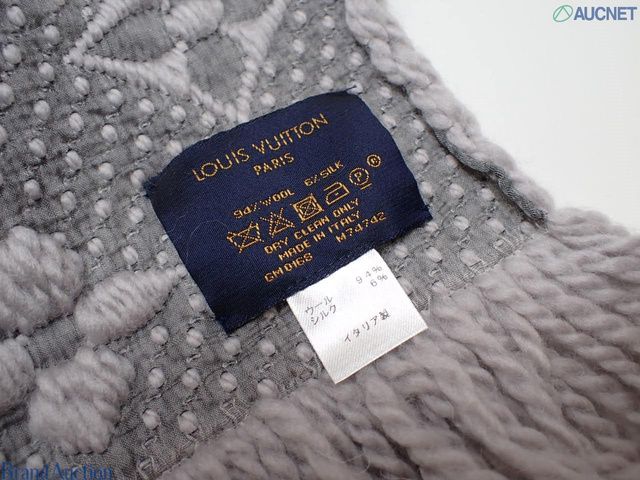 AUCNET
LOUIS VUITTON
PARIS
94% WOOL 6% SILK
P
DRY CLEAN ONLY
MADE IN ITALY
GM0168 M74742
ウール 94%
シルク 6%
イタリア製
Brand Auction